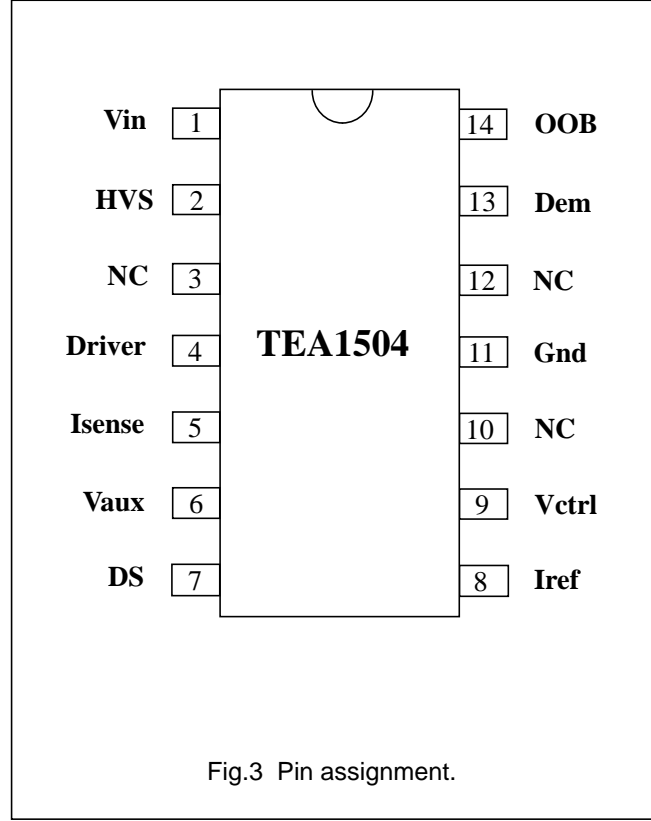 Vin 1 14 OOB
HVS 2 13 Dem
NC 3 12 NC
Driver 4 TEA1504 11 Gnd
Isense 5 10 NC
Vaux 6 9 Vctrl
DS 7 8 Iref
Fig.3 Pin assignment.